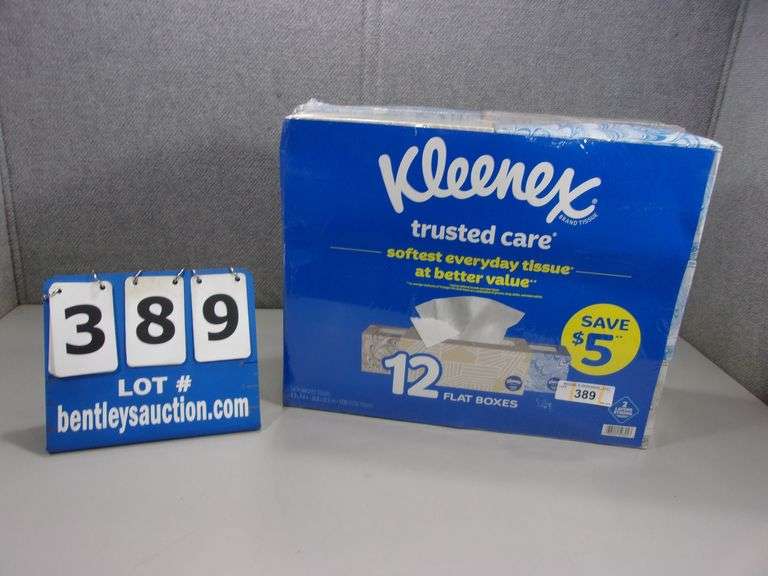 389
LOT #
bentleysauction.com
Kleenex®
BRAND TISSUE
trusted care®
softest everyday tissue*
at better value**
SAVE
$5**
12
FLAT BOXES
389
2